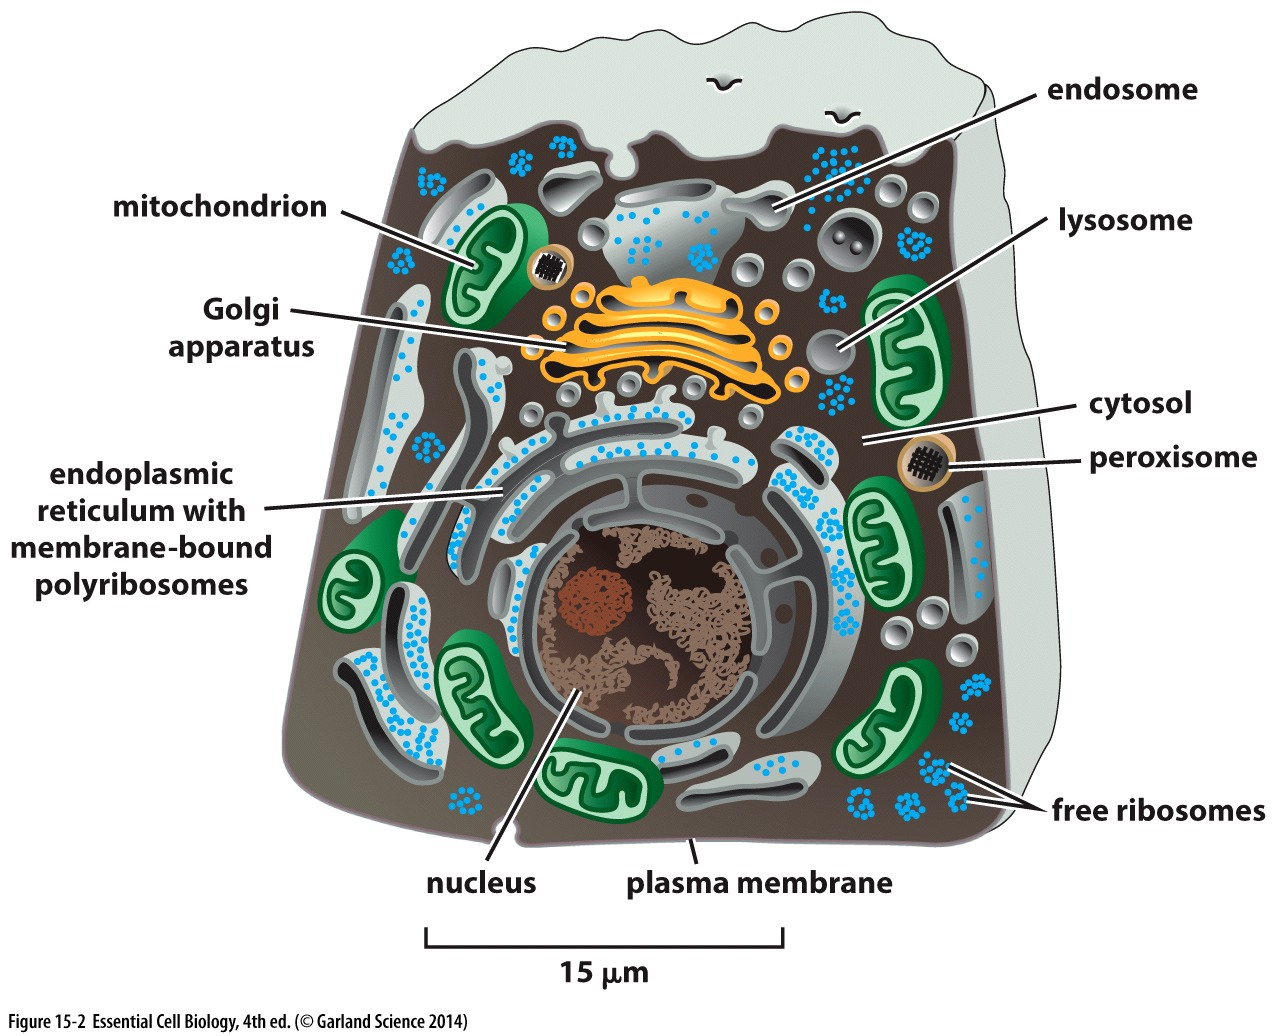 endosome
mitochondrion
lysosome
Golgi
apparatus
cytosol
peroxisome
endoplasmic
reticulum with
membrane-bound
polyribosomes
free ribosomes
nucleus
plasma membrane
15 μm
Figure 15-2 Essential Cell Biology, 4th ed. (© Garland Science 2014)